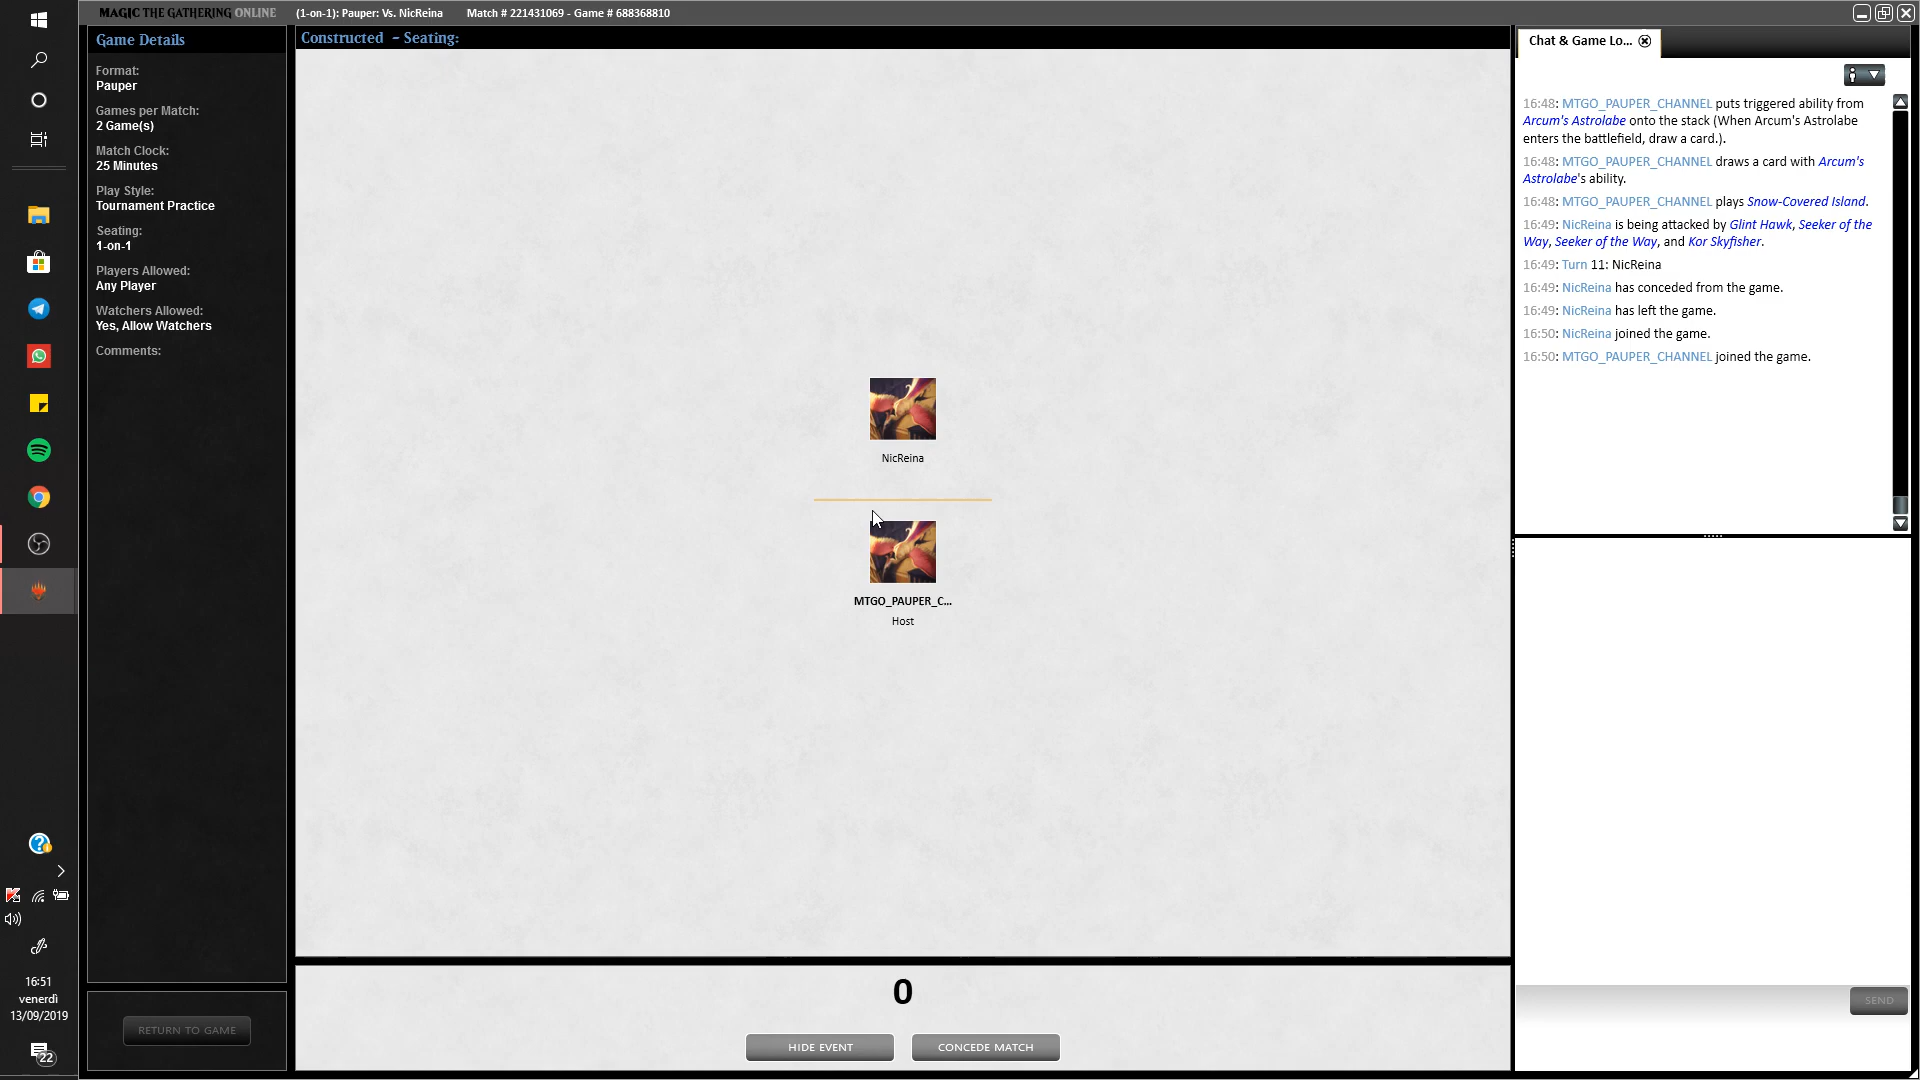 MAGIC THE GATHERING ONLINE (1-on-1): Pauper: Vs. NicReina Match # 221431069 - Game # 688368810
Game Details
Format:
Pauper
Games per Match:
2 Game(s)
Match Clock:
25 Minutes
Play Style:
Tournament Practice
Seating:
1-on-1
Players Allowed:
Any Player
Watchers Allowed:
Yes, Allow Watchers
Comments:
RETURN TO GAME
Constructed - Seating:
NicReina
MTGO_PAUPER_C...
Host
0
HIDE EVENT CONCEDE MATCH
Chat & Game Lo...
16:48: MTGO_PAUPER_CHANNEL puts triggered ability from
Arcum's Astrolabe onto the stack (When Arcum's Astrolabe
enters the battlefield, draw a card.).
16:48: MTGO_PAUPER_CHANNEL draws a card with Arcum's
Astrolabe's ability.
16:48: MTGO_PAUPER_CHANNEL plays Snow-Covered Island.
16:49: NicReina is being attacked by Glint Hawk, Seeker of the
Way, Seeker of the Way, and Kor Skyfisher.
16:49: Turn 11: NicReina
16:49: NicReina has conceded from the game.
16:49: NicReina has left the game.
16:50: NicReina joined the game.
16:50: MTGO_PAUPER_CHANNEL joined the game.
SEND
16:51
venerdì
13/09/2019
22